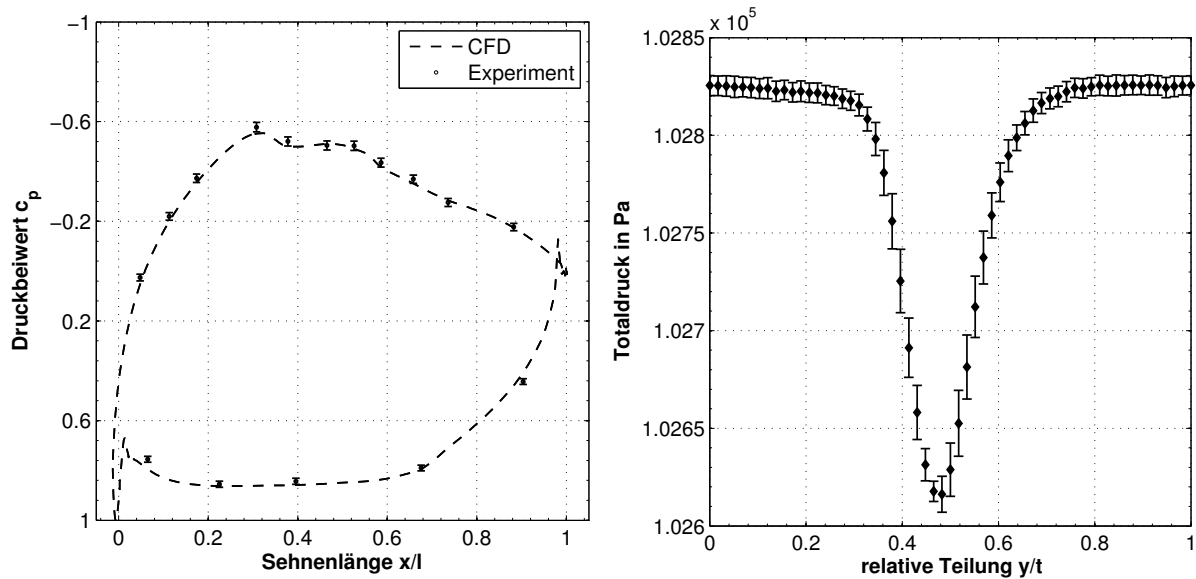 −1
−0.6
−0.2
0.2
0.6
1
0 0.2 0.4 0.6 0.8 1
Sehnenlänge x/l
Druckbeiwert c_p
CFD
Experiment
x 10^5
1.0285
1.028
1.0275
1.027
1.0265
1.026
0 0.2 0.4 0.6 0.8 1
relative Teilung y/t
Totaldruck in Pa